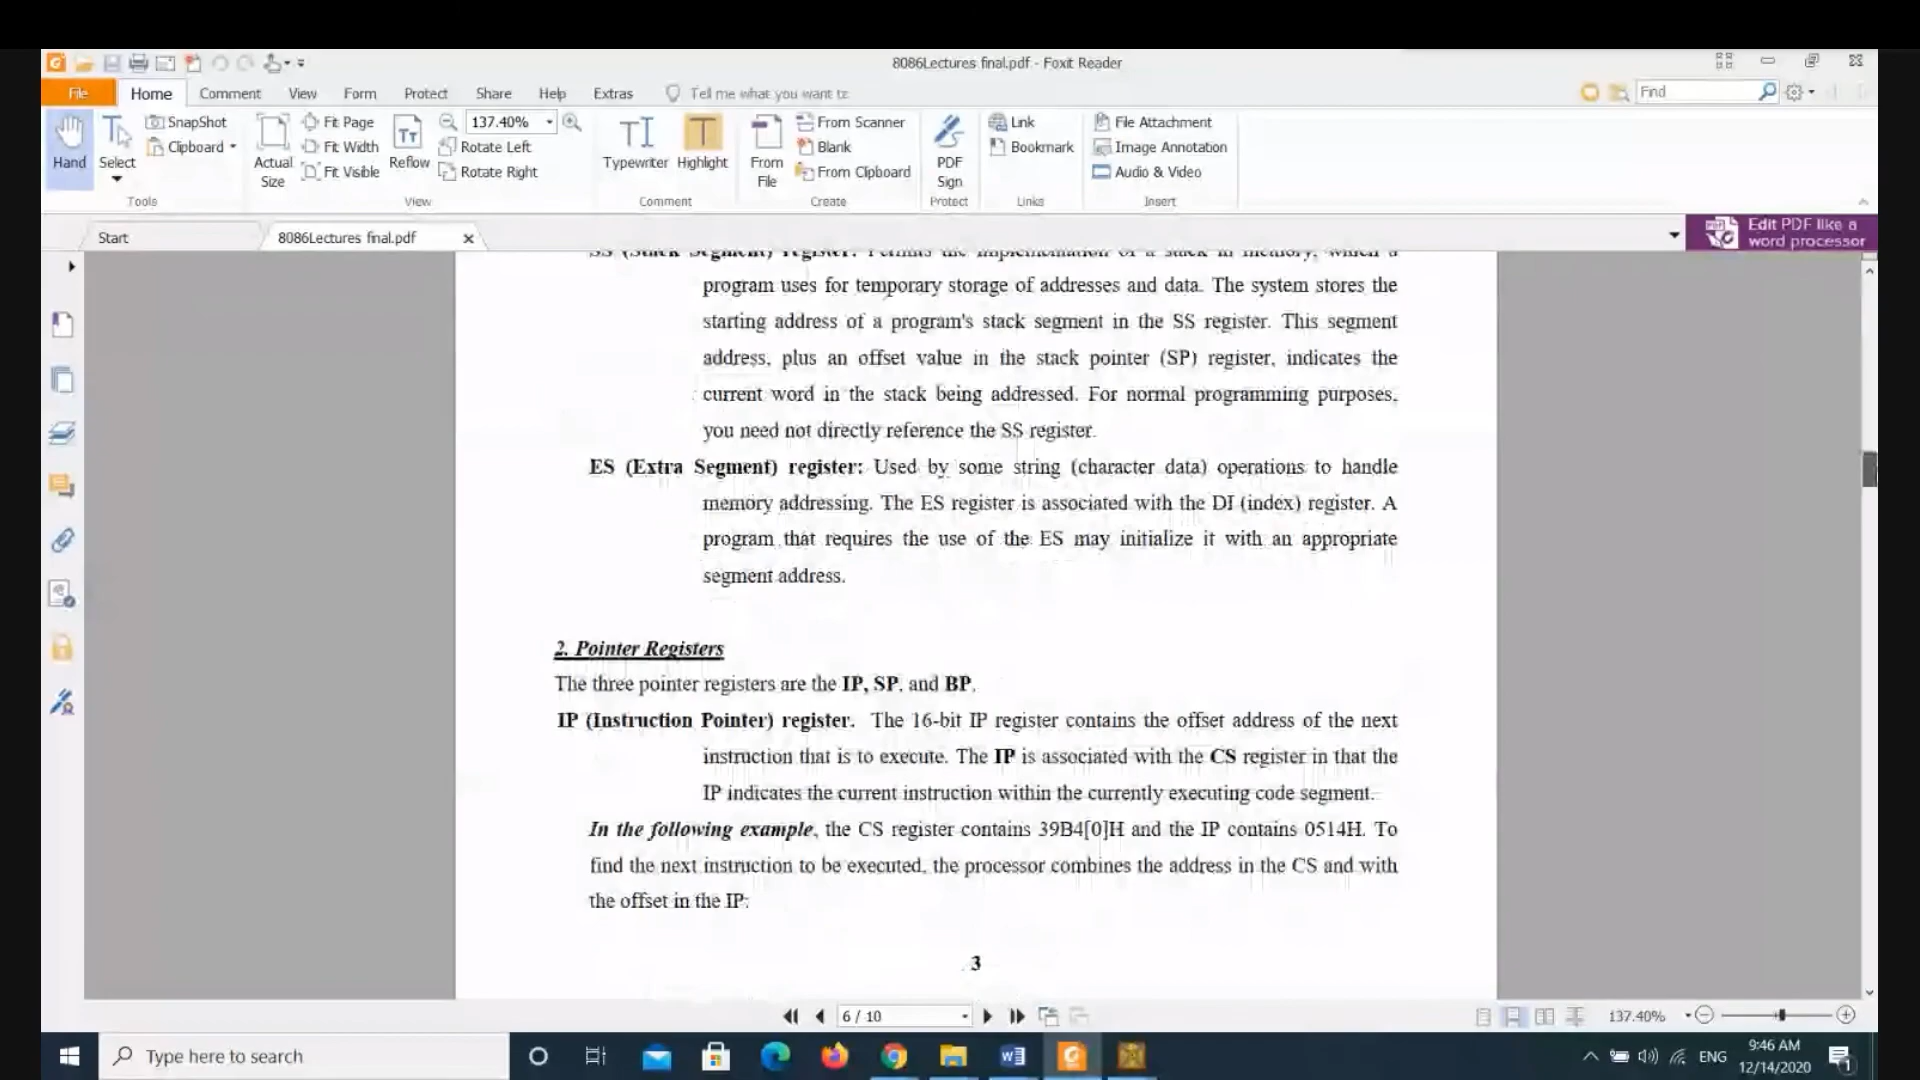 8086Lectures final.pdf - Foxit Reader
File Home Comment View Form Protect Share Help Extras Tell me what you want tc Find
SnapShot Fit Page 137.40% From Scanner Link File Attachment
Clipboard Fit Width Rotate Left Blank Bookmark Image Annotation
Hand Select Actual Size Fit Visible Reflow Rotate Right Typewriter Highlight From File From Clipboard PDF Sign Audio & Video
Tools View Comment Create Protect Links Insert
Start 8086Lectures final.pdf Edit PDF like a
word processor
SS (Stack Segment) register: Permits the implementation of a stack in memory, which a
program uses for temporary storage of addresses and data. The system stores the
starting address of a program's stack segment in the SS register. This segment
address, plus an offset value in the stack pointer (SP) register, indicates the
current word in the stack being addressed. For normal programming purposes,
you need not directly reference the SS register.
ES (Extra Segment) register: Used by some string (character data) operations to handle
memory addressing. The ES register is associated with the DI (index) register. A
program that requires the use of the ES may initialize it with an appropriate
segment address.
2. Pointer Registers
The three pointer registers are the IP, SP, and BP.
IP (Instruction Pointer) register. The 16-bit IP register contains the offset address of the next
instruction that is to execute. The IP is associated with the CS register in that the
IP indicates the current instruction within the currently executing code segment.
In the following example, the CS register contains 39B4[0]H and the IP contains 0514H. To
find the next instruction to be executed, the processor combines the address in the CS and with
the offset in the IP:
3
6 / 10 137.40%
Type here to search ENG 9:46 AM
12/14/2020 1